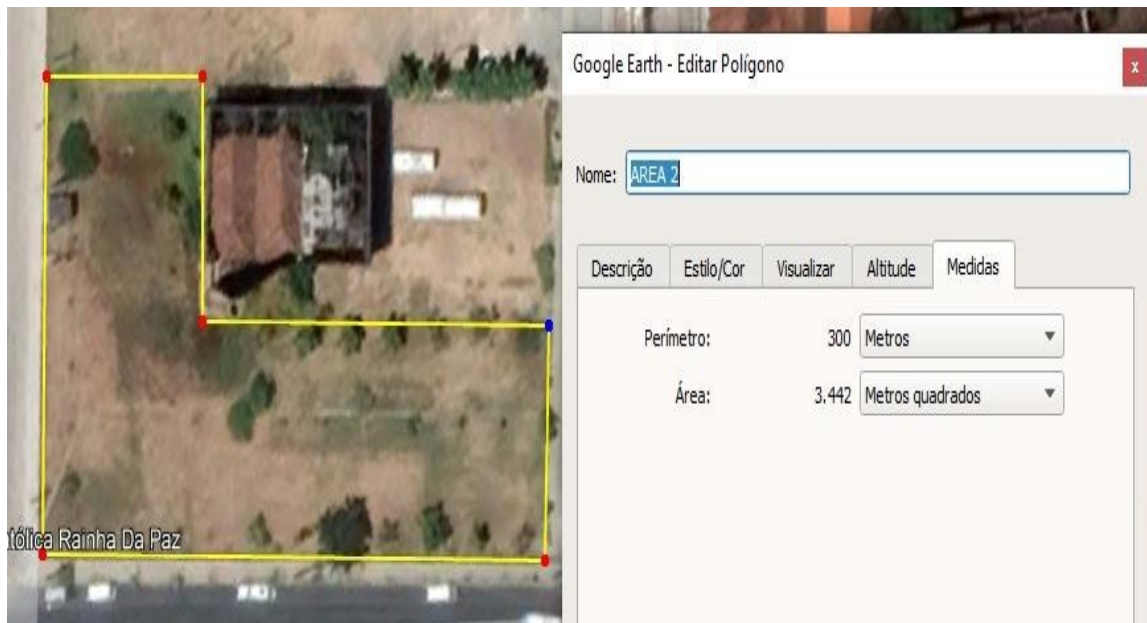 Google Earth - Editar Polígono
x
Nome: AREA 2
Descrição Estilo/Cor Visualizar Altitude Medidas
Perímetro: 300 Metros
Área: 3.442 Metros quadrados
tólica Rainha Da Paz